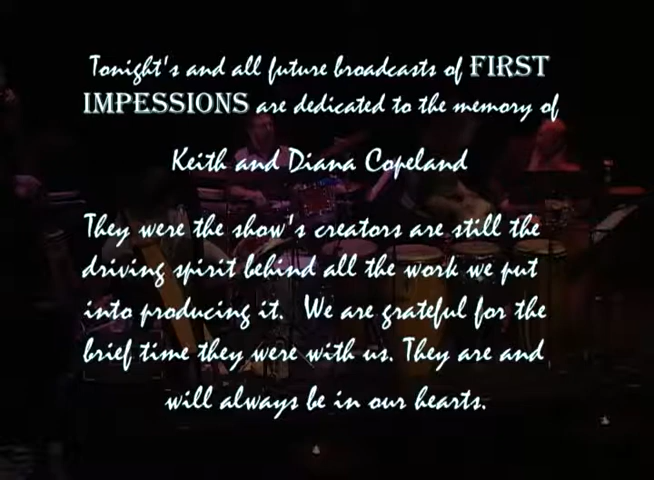 Tonight's and all future broadcasts of FIRST
IMPESSIONS are dedicated to the memory of
Keith and Diana Copeland
They were the show's creators are still the
driving spirit behind all the work we put
into producing it. We are grateful for the
brief time they were with us. They are and
will always be in our hearts.